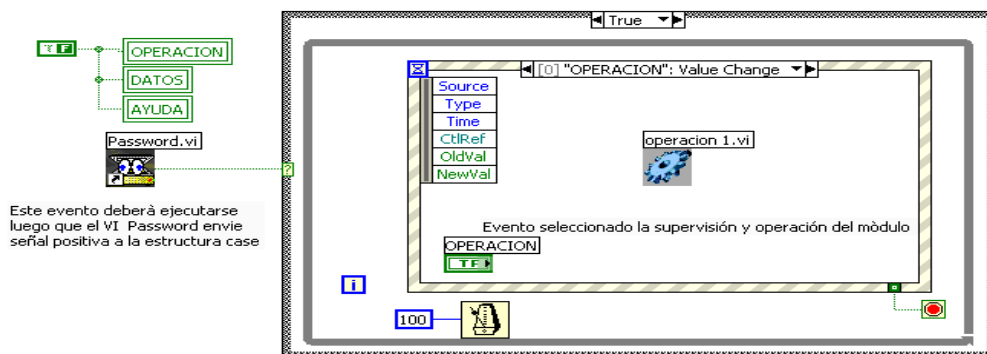 True
T F
OPERACION
DATOS
AYUDA
Password.vi
?
Este evento deberà ejecutarse
luego que el VI Password envie
señal positiva a la estructura case
[0] "OPERACION": Value Change
Source
Type
Time
CtlRef
OldVal
NewVal
operacion 1.vi
Evento seleccionado la supervisión y operación del mòdulo
OPERACION
TF
i
100